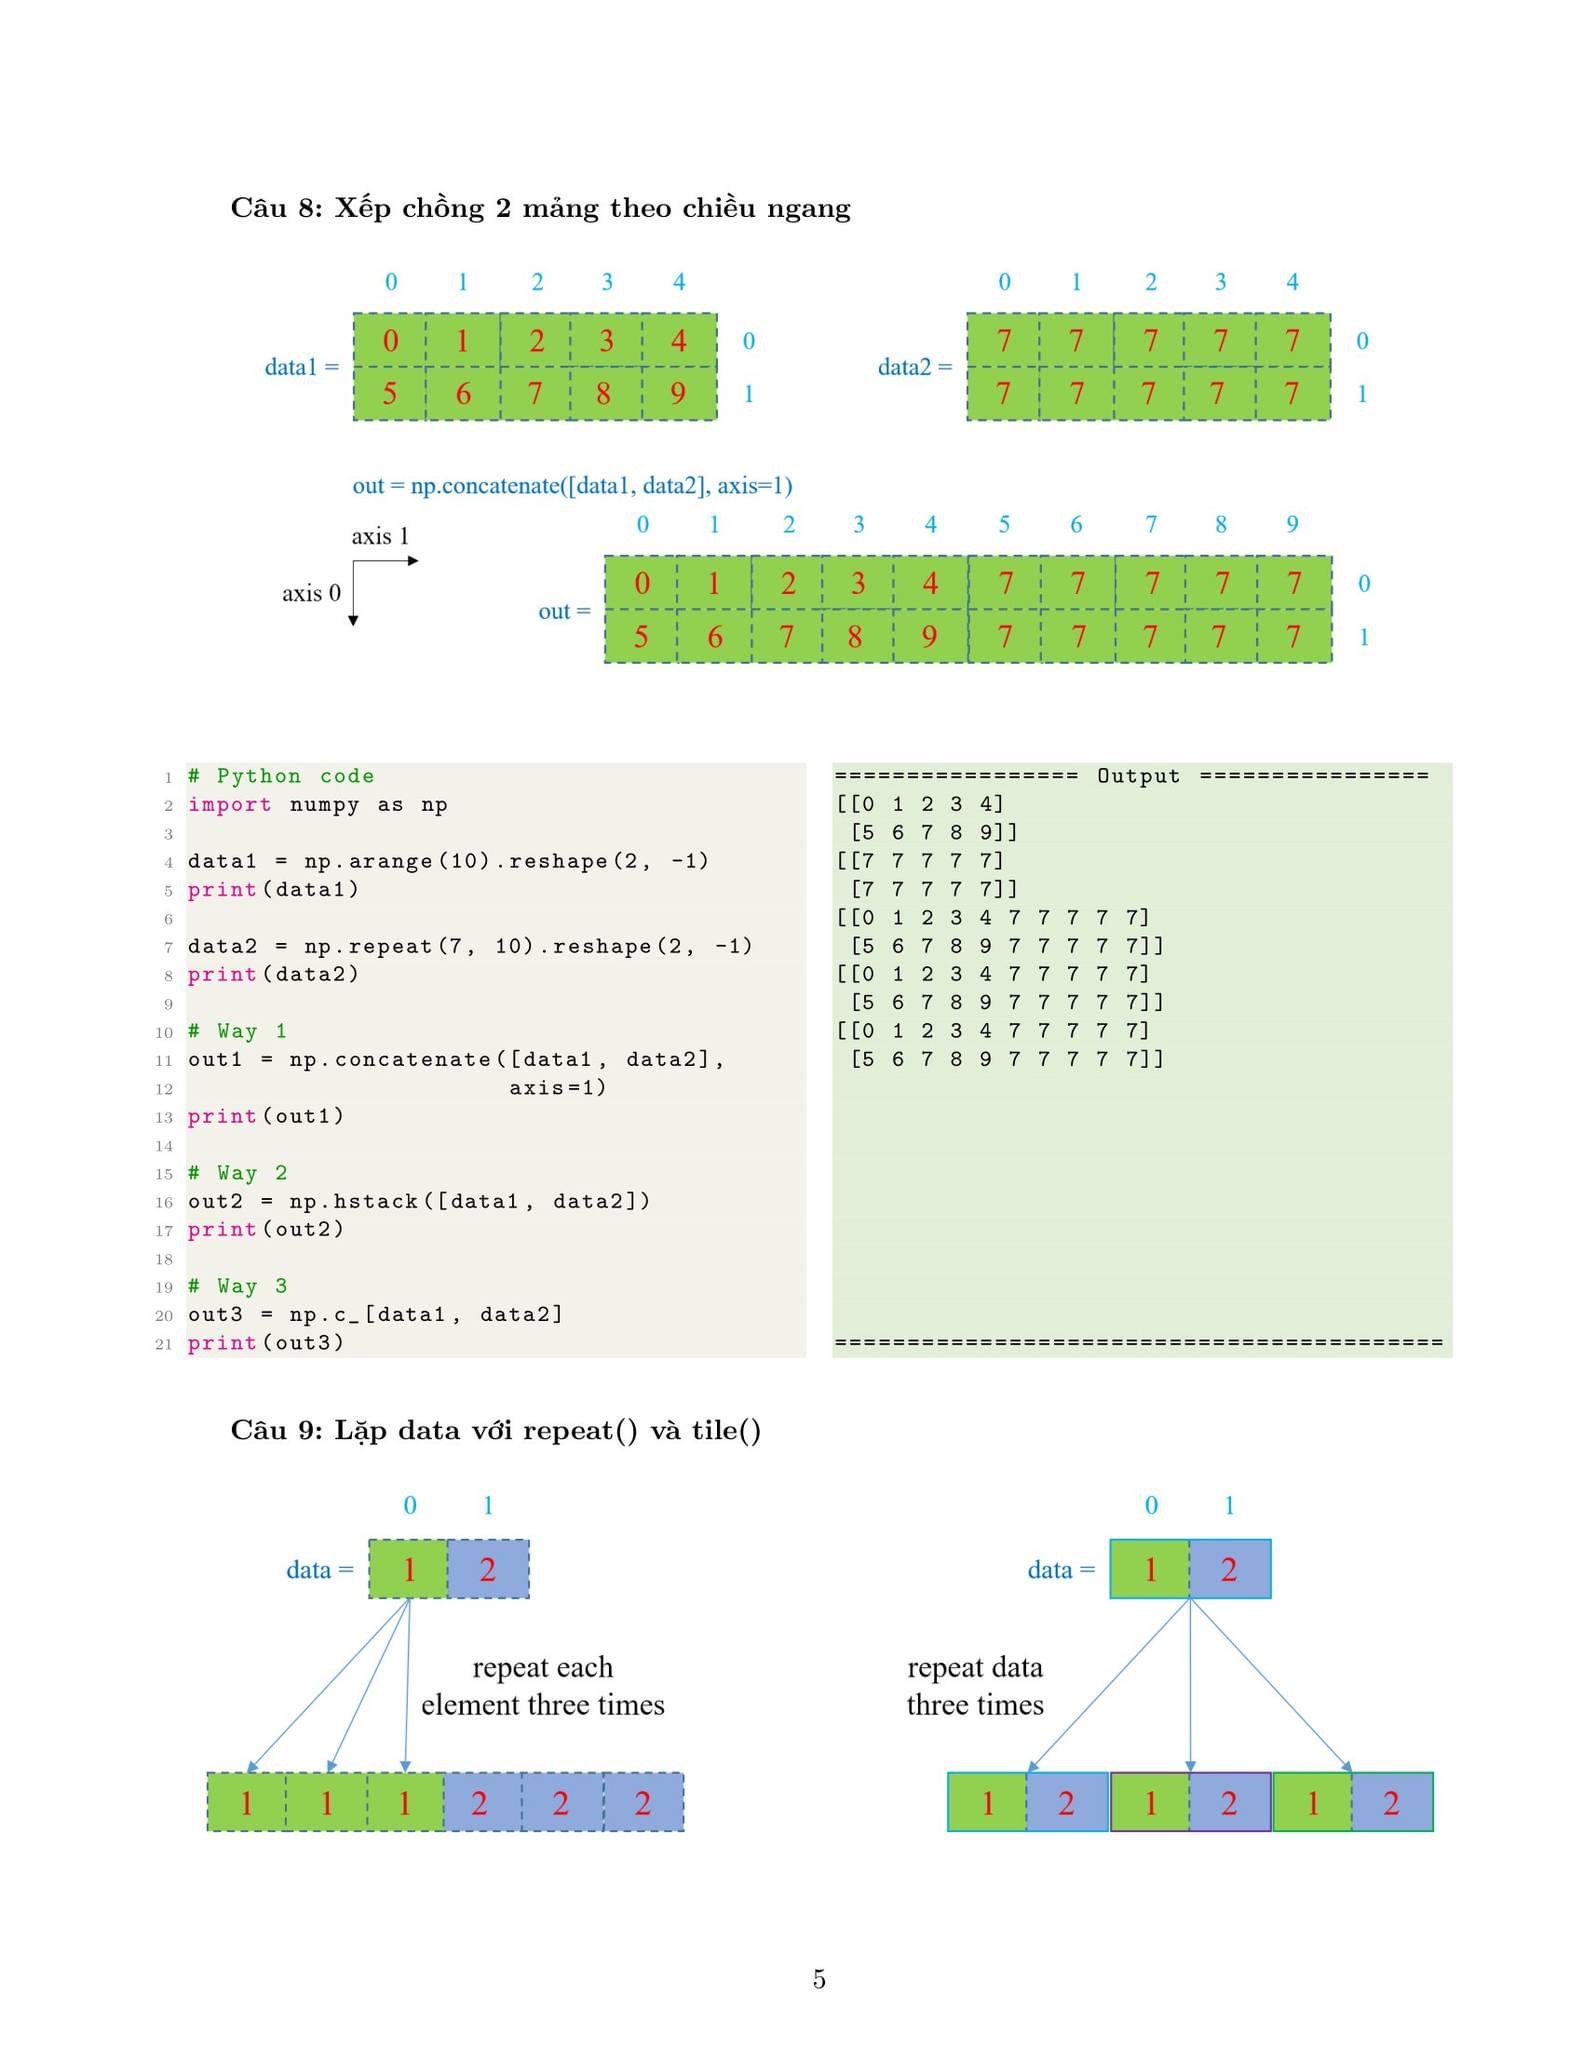 Câu 8: Xếp chồng 2 mảng theo chiều ngang
0 1 2 3 4
data1 =
0 1 2 3 4 0
5 6 7 8 9 1
0 1 2 3 4
data2 =
7 7 7 7 7 0
7 7 7 7 7 1
out = np.concatenate([data1, data2], axis=1)
axis 1
axis 0
0 1 2 3 4 5 6 7 8 9
out =
0 1 2 3 4 7 7 7 7 7 0
5 6 7 8 9 7 7 7 7 7 1
1 # Python code
2 import numpy as np
3
4 data1 = np.arange(10).reshape(2, -1)
5 print(data1)
6
7 data2 = np.repeat(7, 10).reshape(2, -1)
8 print(data2)
9
10 # Way 1
11 out1 = np.concatenate([data1, data2],
12 axis=1)
13 print(out1)
14
15 # Way 2
16 out2 = np.hstack([data1, data2])
17 print(out2)
18
19 # Way 3
20 out3 = np.c_[data1, data2]
21 print(out3)
================= Output ================
[[0 1 2 3 4]
[5 6 7 8 9]]
[[7 7 7 7 7]
[7 7 7 7 7]]
[[0 1 2 3 4 7 7 7 7 7]
[5 6 7 8 9 7 7 7 7 7]]
[[0 1 2 3 4 7 7 7 7 7]
[5 6 7 8 9 7 7 7 7 7]]
[[0 1 2 3 4 7 7 7 7 7]
[5 6 7 8 9 7 7 7 7 7]]
==========================================
Câu 9: Lặp data với repeat() và tile()
0 1
data =
1 2
repeat each
element three times
1 1 1 2 2 2
0 1
data =
1 2
repeat data
three times
1 2 1 2 1 2
5